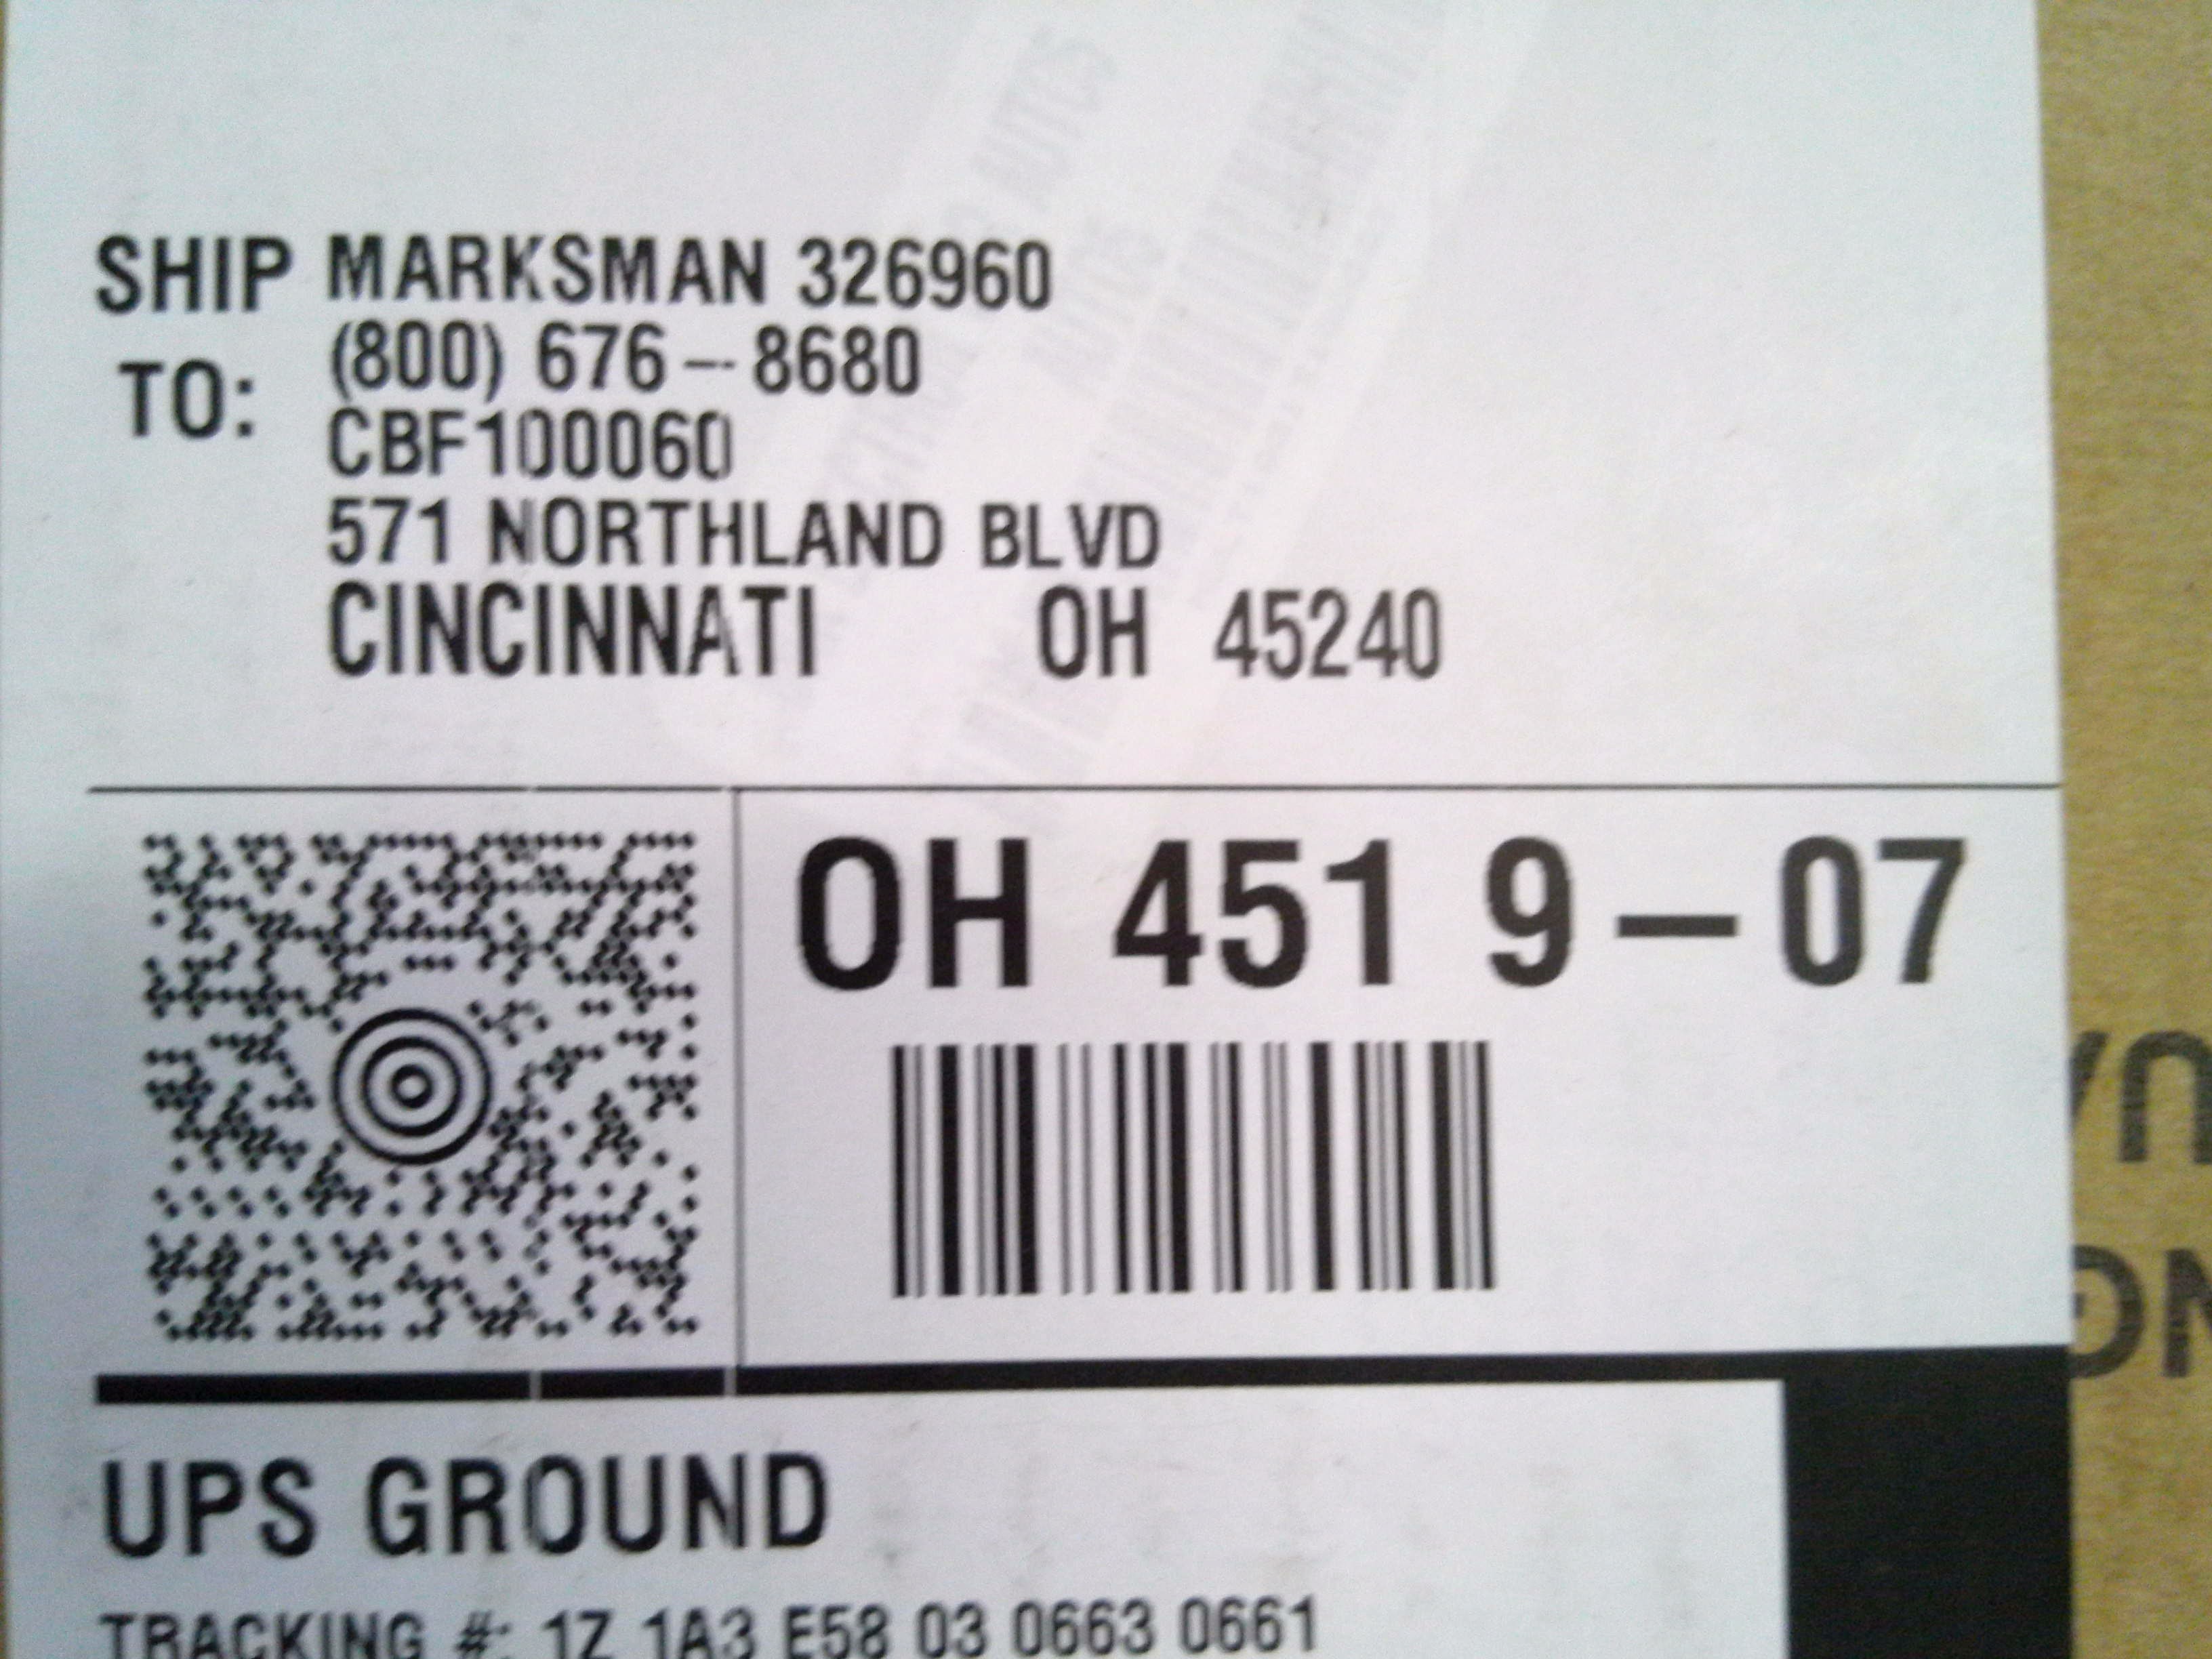 SHIP TO:
MARKSMAN 326960
(800) 676-8680
CBF100060
571 NORTHLAND BLVD
CINCINNATI OH 45240
OH 451 9-07
UPS GROUND
TRACKING #: 1Z 1A3 E58 03 0663 0661